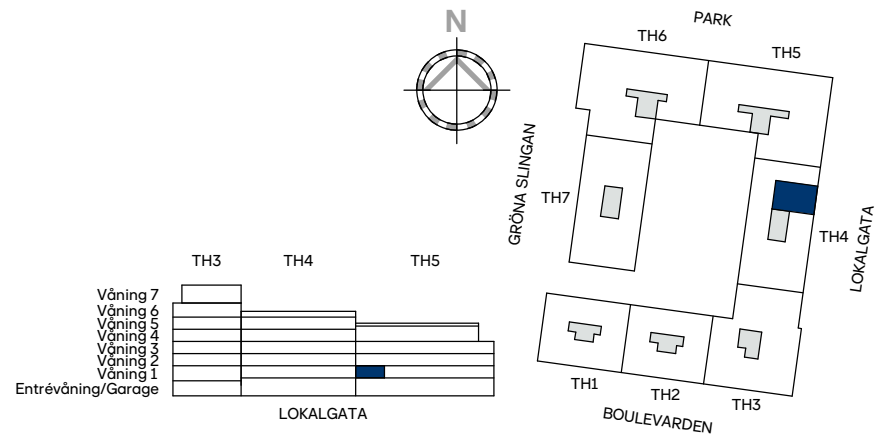 N
PARK
TH6
TH5
GRÖNA SLINGAN
TH7
TH4
LOKALGATA
TH1
TH2
TH3
BOULEVARDEN
TH3
TH4
TH5
Våning 7
Våning 6
Våning 5
Våning 4
Våning 3
Våning 2
Våning 1
Entrévåning/Garage
LOKALGATA